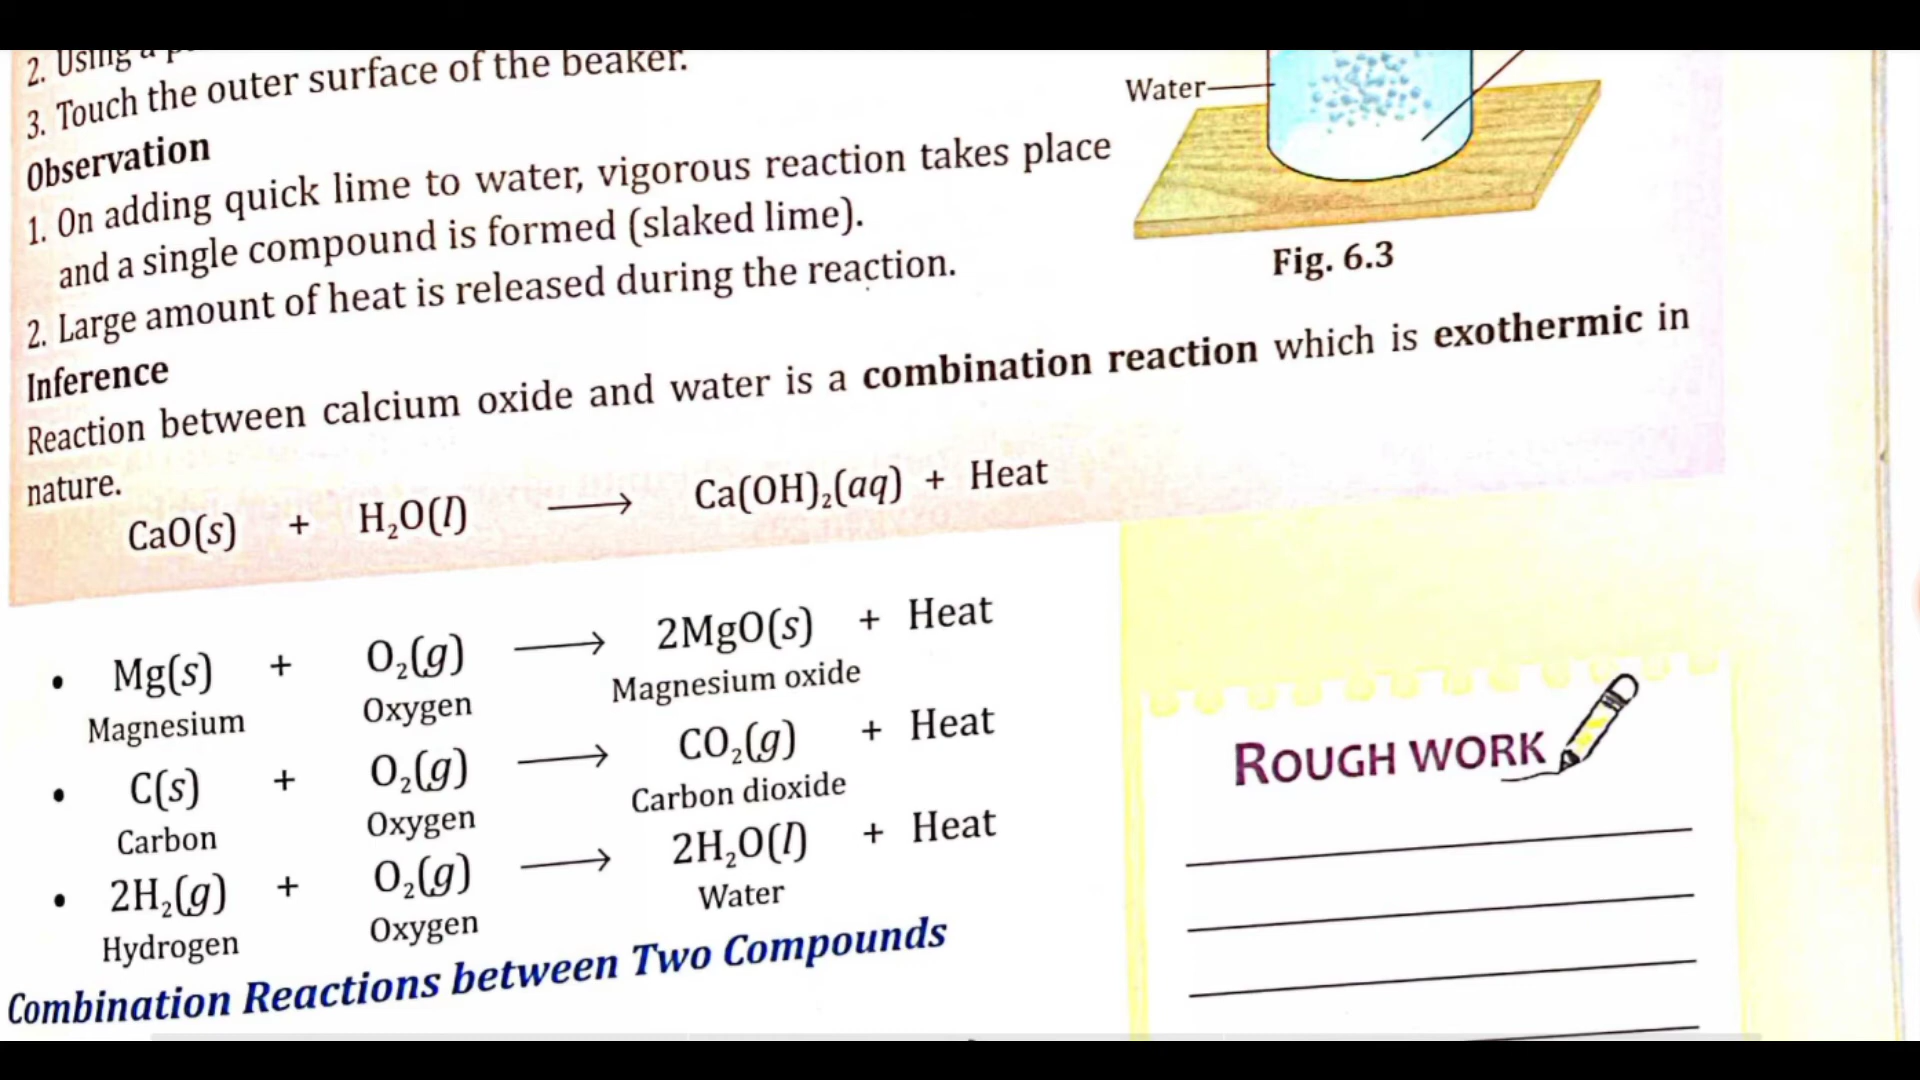 2. Using a
3. Touch the outer surface of the beaker.
Observation
1. On adding quick lime to water, vigorous reaction takes place
and a single compound is formed (slaked lime).
2. Large amount of heat is released during the reaction.
Water
Fig. 6.3
Inference
Reaction between calcium oxide and water is a combination reaction which is exothermic in
nature.
CaO(s) + H₂O(l) ⟶ Ca(OH)₂(aq) + Heat
• Mg(s) + O₂(g) ⟶ 2MgO(s) + Heat
Magnesium Oxygen Magnesium oxide
• C(s) + O₂(g) ⟶ CO₂(g) + Heat
Carbon Oxygen Carbon dioxide
• 2H₂(g) + O₂(g) ⟶ 2H₂O(l) + Heat
Hydrogen Oxygen Water
Combination Reactions between Two Compounds
ROUGH WORK